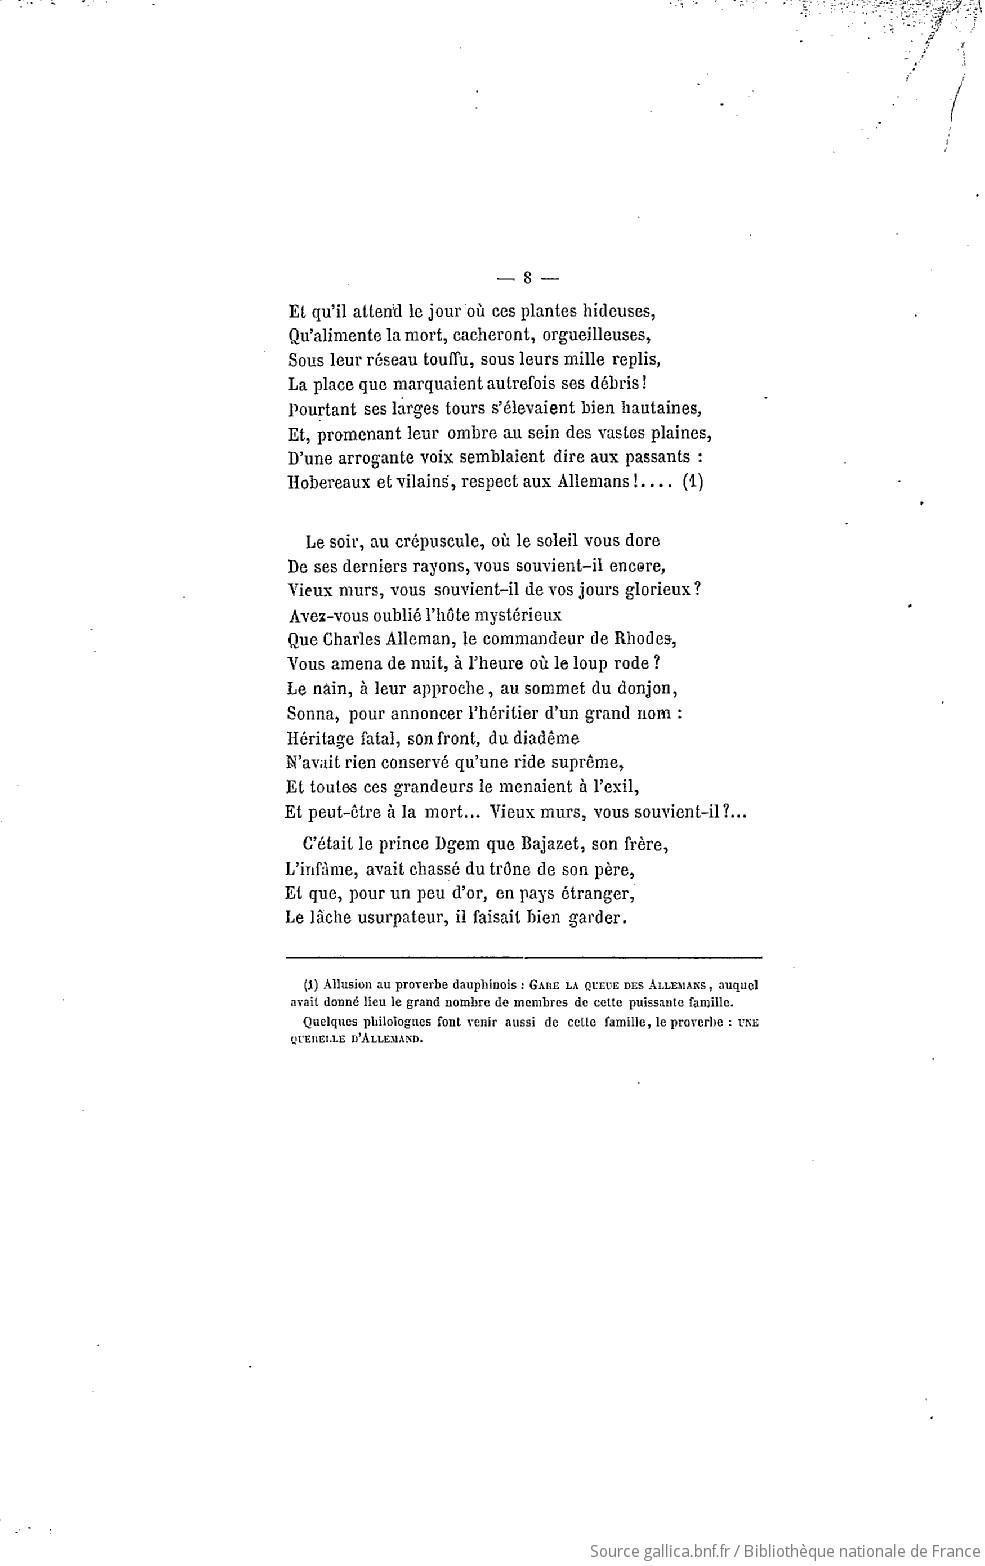 — 8 —
Et qu'il attend le jour où ces plantes hideuses,
Qu'alimente la mort, cacheront, orgueilleuses,
Sous leur réseau touffu, sous leurs mille replis,
La place que marquaient autrefois ses débris!
Pourtant ses larges tours s'élevaient bien hautaines,
Et, promenant leur ombre au sein des vastes plaines,
D'une arrogante voix semblaient dire aux passants :
Hobereaux et vilains, respect aux Allemans!.... (1)
Le soir, au crépuscule, où le soleil vous dore
De ses derniers rayons, vous souvient-il encore,
Vieux murs, vous souvient-il de vos jours glorieux?
Avez-vous oublié l'hôte mystérieux
Que Charles Alleman, le commandeur de Rhodes,
Vous amena de nuit, à l'heure où le loup rode?
Le nain, à leur approche, au sommet du donjon,
Sonna, pour annoncer l'héritier d'un grand nom :
Héritage fatal, son front, du diadême
N'avait rien conservé qu'une ride suprême,
Et toutes ces grandeurs le menaient à l'exil,
Et peut-être à la mort... Vieux murs, vous souvient-il?...
C'était le prince Dgem que Bajazet, son frère,
L'infâme, avait chassé du trône de son père,
Et que, pour un peu d'or, en pays étranger,
Le lâche usurpateur, il faisait bien garder.
(1) Allusion au proverbe dauphinois : GARE LA QUEUE DES ALLEMANS, auquel
avait donné lieu le grand nombre de membres de cette puissante famille.
Quelques philologues font venir aussi de cette famille, le proverbe : UNE
QUERELLE D'ALLEMAND.
Source gallica.bnf.fr / Bibliothèque nationale de France